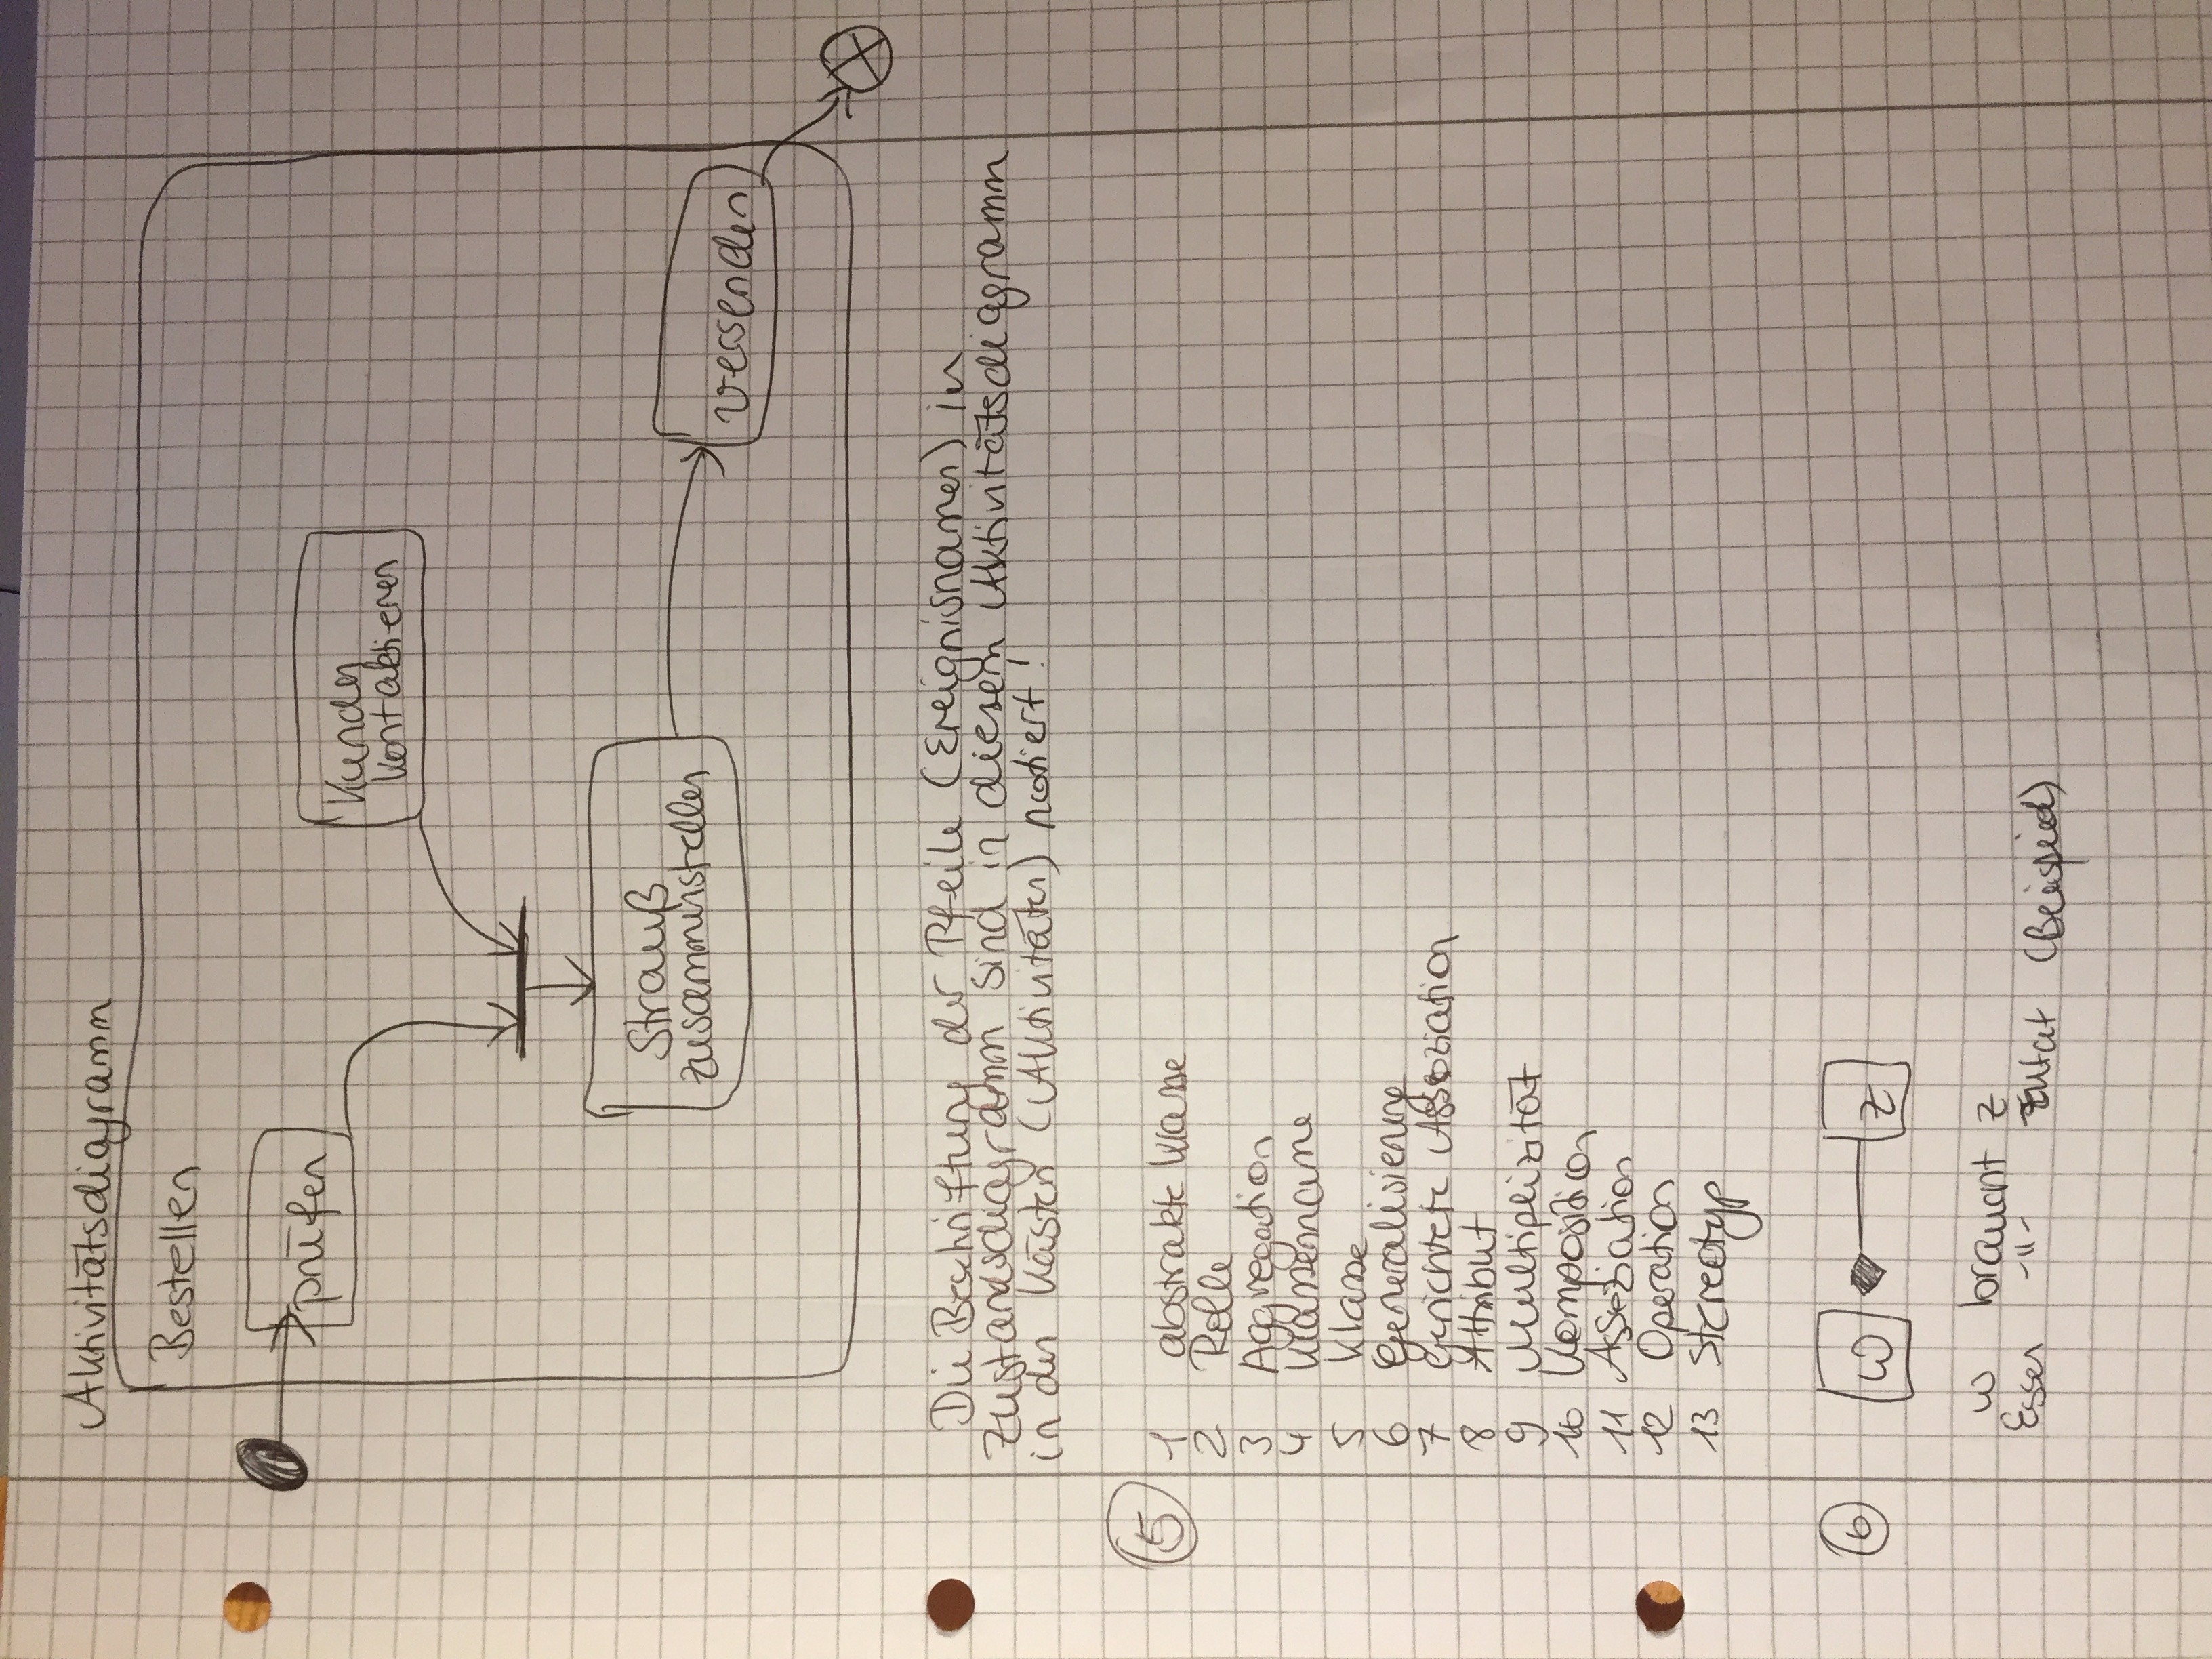 Aktivitätsdiagramm
Bestellen
prüfen
Kunden
kontaktieren
Strauß
zusammenstellen
versenden
Die Beschriftung der Pfeile (Ereignisnamen) in
Zustandsdiagramm sind in diesem Aktivitätsdiagramm
in den Kästen (Aktivitäten) notiert!
5
1 abstrakte Klasse
2 Rolle
3 Aggregation
4 Klassenname
5 Klasse
6 Generalisierung
7 gerichtete Assoziation
8 Attribut
9 Multiplizität
10 Komposition
11 Assoziation
12 Operation
13 Stereotyp
6
W Z
W braucht Z
Essen -"- Zutat (Beispiel)